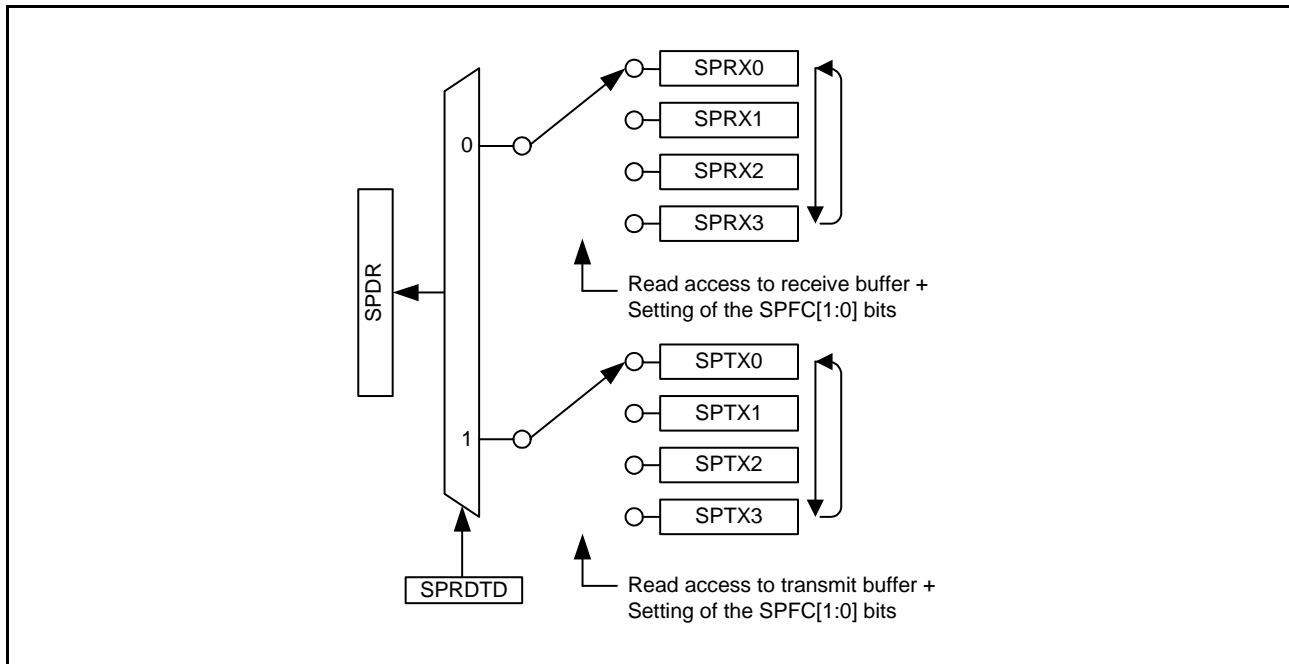 SPRX0
SPRX1
0
SPRX2
SPRX3
SPDR
Read access to receive buffer +
Setting of the SPFC[1:0] bits
SPTX0
SPTX1
1
SPTX2
SPTX3
SPRDTD
Read access to transmit buffer +
Setting of the SPFC[1:0] bits